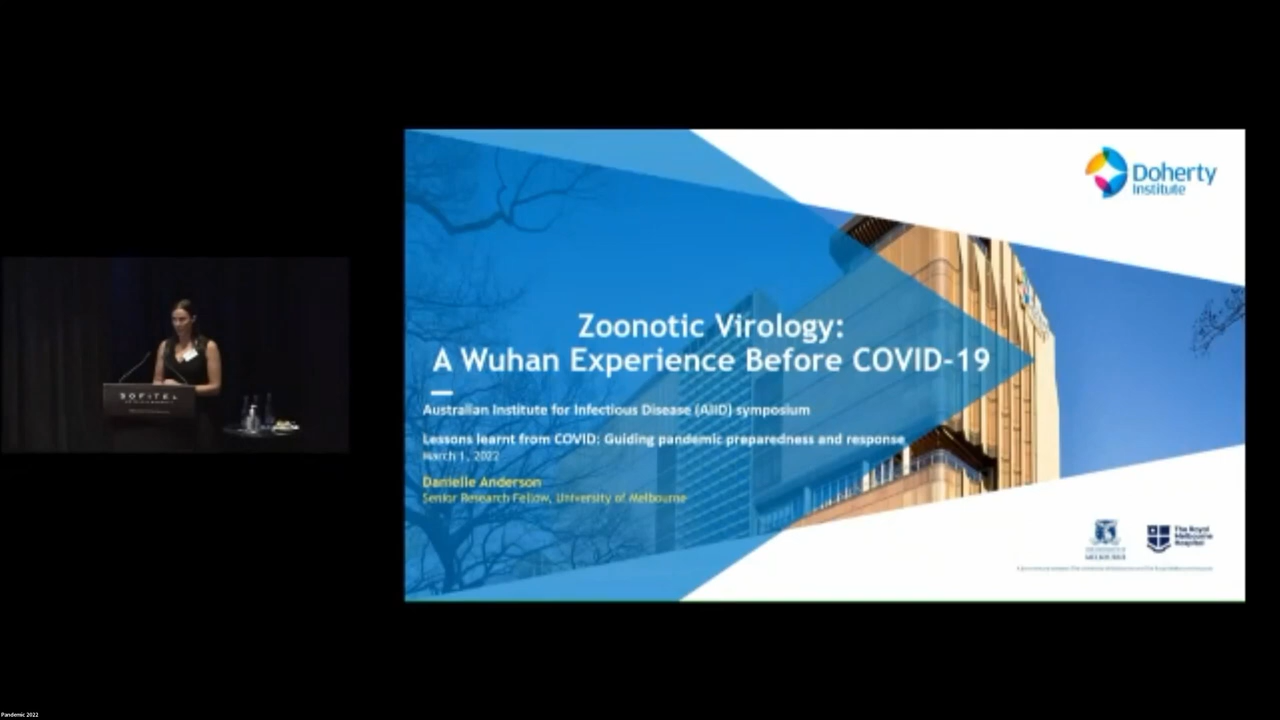 Doherty
Institute
Zoonotic Virology:
A Wuhan Experience Before COVID-19
Australian Institute for Infectious Disease (AIID) symposium
Lessons learnt from COVID: Guiding pandemic preparedness and response
March 1, 2022
Danielle Anderson
Senior Research Fellow, University of Melbourne
SOFITEL
The Royal
Melbourne
Hospital
Pandemic 2022